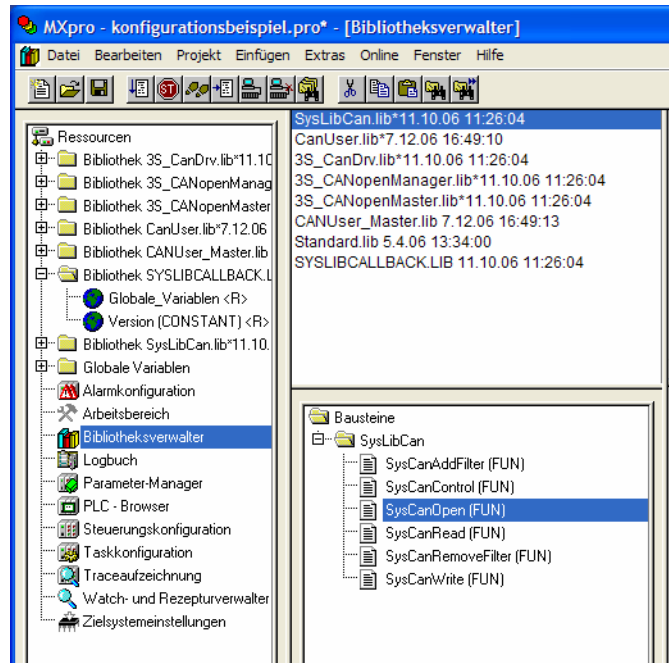 MXpro - konfigurationsbeispiel.pro* - [Bibliotheksverwalter]
Datei Bearbeiten Projekt Einfügen Extras Online Fenster Hilfe
ST
Ressourcen
Bibliothek 3S_CanDrv.lib*11.10
Bibliothek 3S_CANopenManag
Bibliothek 3S_CANopenMaster
Bibliothek CanUser.lib*7.12.06
Bibliothek CANUser_Master.lib
Bibliothek SYSLIBCALLBACK.L
Globale_Variablen <R>
Version (CONSTANT) <R>
Bibliothek SysLibCan.lib*11.10.
Globale Variablen
Alarmkonfiguration
Arbeitsbereich
Bibliotheksverwalter
Logbuch
Parameter-Manager
PLC - Browser
Steuerungskonfiguration
Taskkonfiguration
Traceaufzeichnung
Watch- und Rezepturverwalter
Zielsystemeinstellungen
SysLibCan.lib*11.10.06 11:26:04
CanUser.lib*7.12.06 16:49:10
3S_CanDrv.lib*11.10.06 11:26:04
3S_CANopenManager.lib*11.10.06 11:26:04
3S_CANopenMaster.lib*11.10.06 11:26:04
CANUser_Master.lib 7.12.06 16:49:13
Standard.lib 5.4.06 13:34:00
SYSLIBCALLBACK.LIB 11.10.06 11:26:04
Bausteine
SysLibCan
SysCanAddFilter (FUN)
SysCanControl (FUN)
SysCanOpen (FUN)
SysCanRead (FUN)
SysCanRemoveFilter (FUN)
SysCanWrite (FUN)